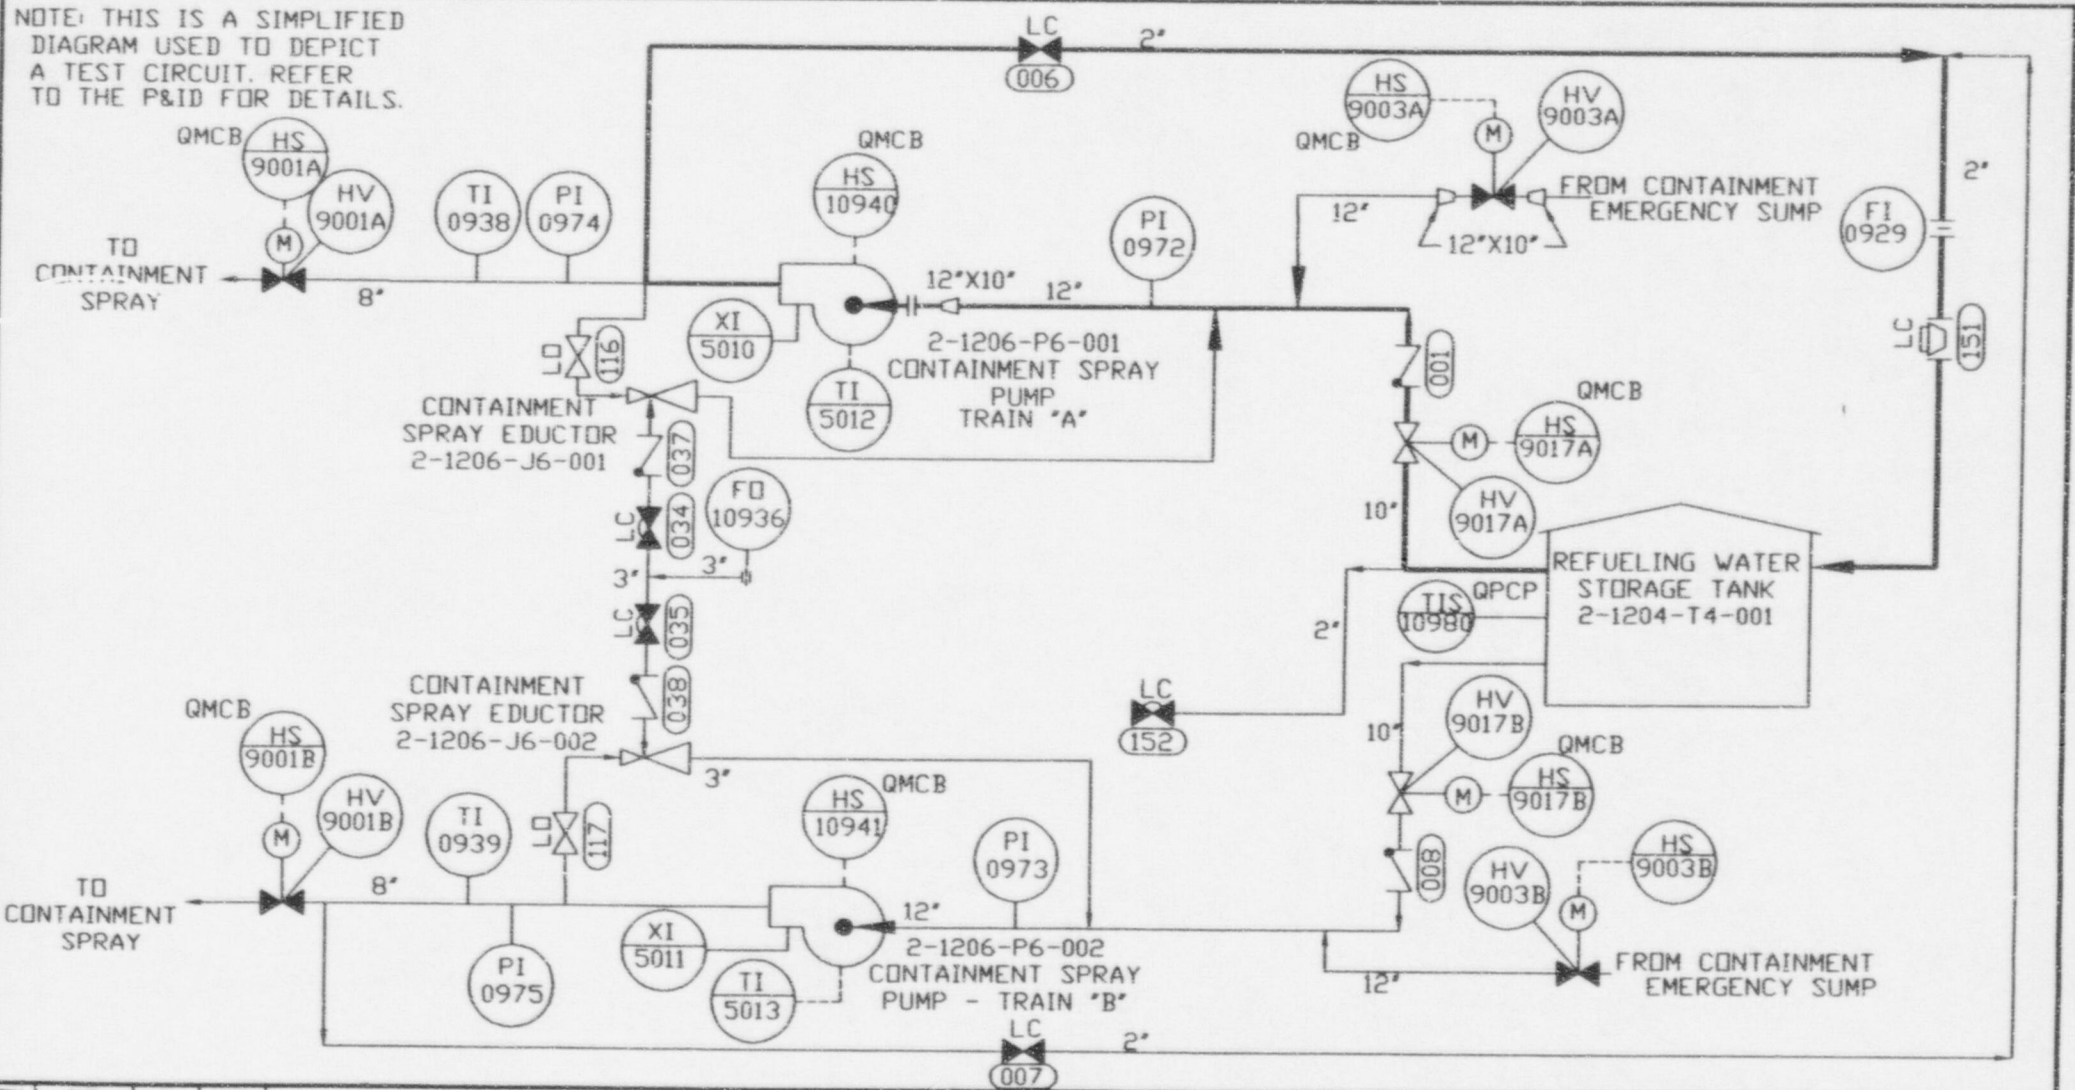 NOTE: THIS IS A SIMPLIFIED
DIAGRAM USED TO DEPICT
A TEST CIRCUIT. REFER
TO THE P&ID FOR DETAILS.
LC
006
2"
QMCB
HS
9001A
HV
9001A
TI
0938
PI
0974
TO
CONTAINMENT
SPRAY
8"
QMCB
HS
10940
12"X10"
12"
PI
0972
XI
5010
TI
5012
2-1206-P6-001
CONTAINMENT SPRAY
PUMP
TRAIN "A"
HS
9003A
QMCB
M
HV
9003A
FROM CONTAINMENT
EMERGENCY SUMP
12"
12"X10"
FI
0929
2"
LC
151
001
QMCB
M
HS
9017A
HV
9017A
10"
LO
116
CONTAINMENT
SPRAY EDUCTOR
2-1206-J6-001
037
LC
034
FO
10936
3"
3"
LC
035
038
REFUELING WATER
STORAGE TANK
2-1204-T4-001
QPCP
TIS
10980
2"
LC
152
CONTAINMENT
SPRAY EDUCTOR
2-1206-J6-002
3"
QMCB
HS
9001B
M
HV
9001B
TI
0939
LO
117
HS
10941
QMCB
PI
0973
10"
HV
9017B
QMCB
M
HS
9017B
008
HV
9003B
HS
9003B
M
TO
CONTAINMENT
SPRAY
8"
PI
0975
XI
5011
TI
5013
12"
2-1206-P6-002
CONTAINMENT SPRAY
PUMP - TRAIN "B"
12"
FROM CONTAINMENT
EMERGENCY SUMP
LC
007
2"
M